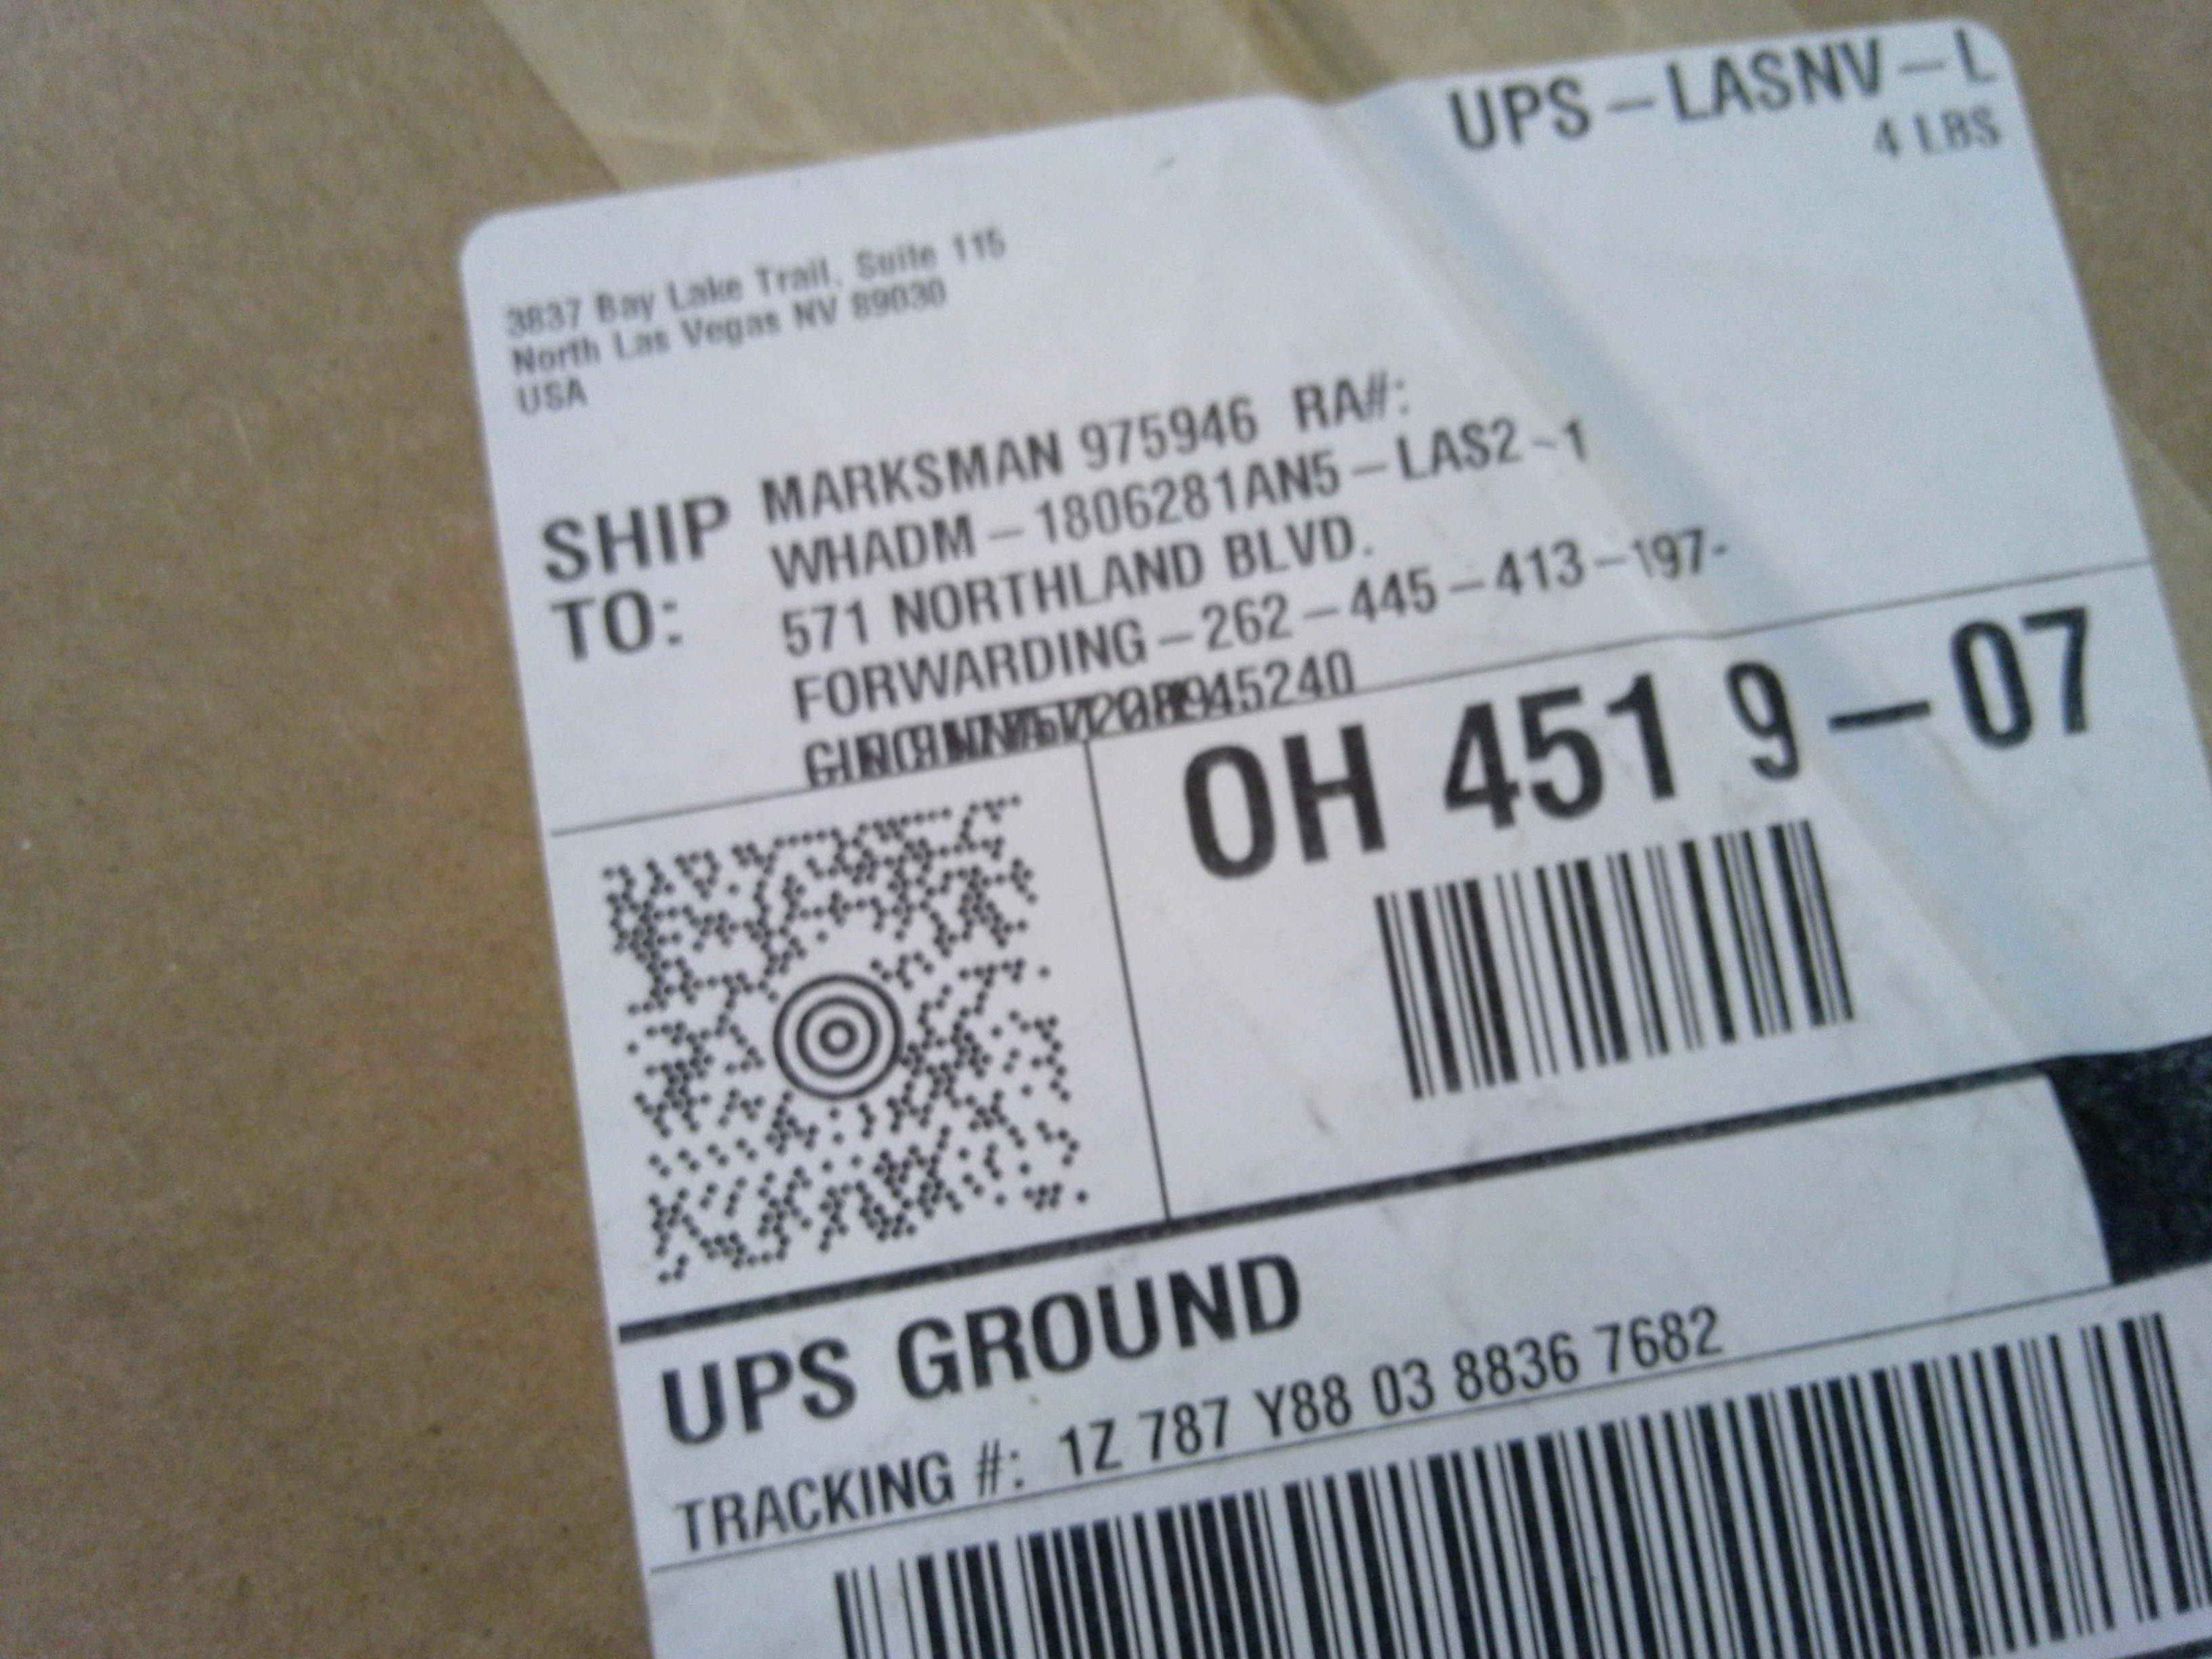 UPS – LASNV – L
4 LBS
3837 Bay Lake Trail, Suite 115
North Las Vegas NV 89030
USA
SHIP TO:
MARKSMAN 975946 RA#:
WHADM – 1806281AN5 – LAS2 - 1
571 NORTHLAND BLVD.
FORWARDING – 262 – 445 – 413 – 197-
45240
OH 451 9 – 07
UPS GROUND
TRACKING #: 1Z 787 Y88 03 8836 7682